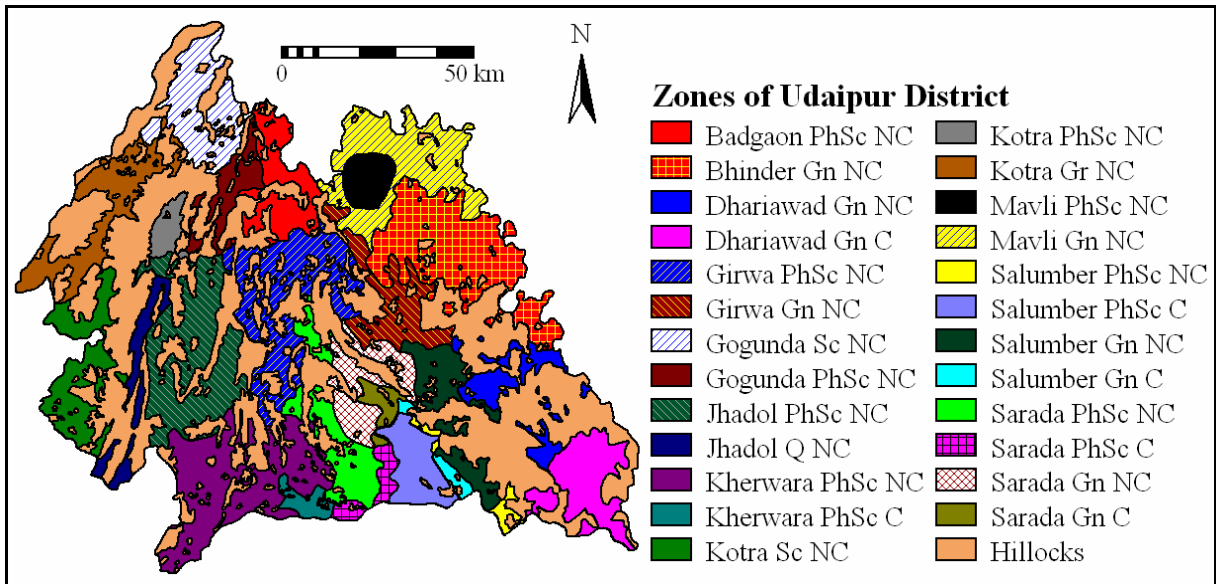 N
0 50 km
Zones of Udaipur District
Badgaon PhSc NC
Bhinder Gn NC
Dhariawad Gn NC
Dhariawad Gn C
Girwa PhSc NC
Girwa Gn NC
Gogunda Sc NC
Gogunda PhSc NC
Jhadol PhSc NC
Jhadol Q NC
Kherwara PhSc NC
Kherwara PhSc C
Kotra Sc NC
Kotra PhSc NC
Kotra Gr NC
Mavli PhSc NC
Mavli Gn NC
Salumber PhSc NC
Salumber PhSc C
Salumber Gn NC
Salumber Gn C
Sarada PhSc NC
Sarada PhSc C
Sarada Gn NC
Sarada Gn C
Hillocks